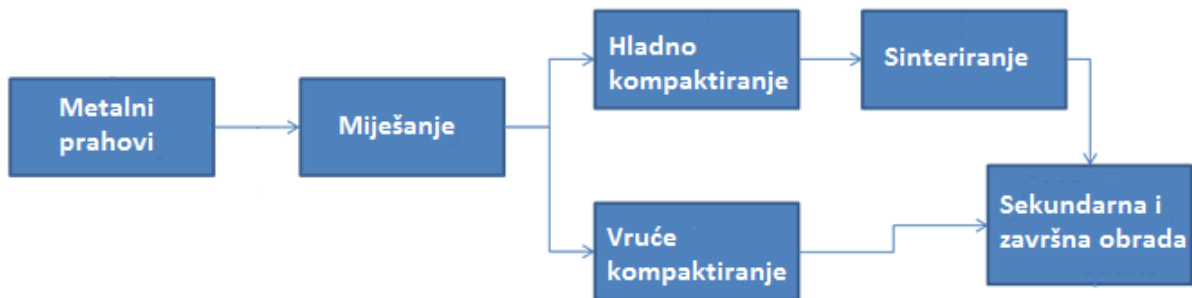 Metalni
prahovi
Miješanje
Hladno
kompaktiranje
Sinteriranje
Vruće
kompaktiranje
Sekundarna i
završna obrada